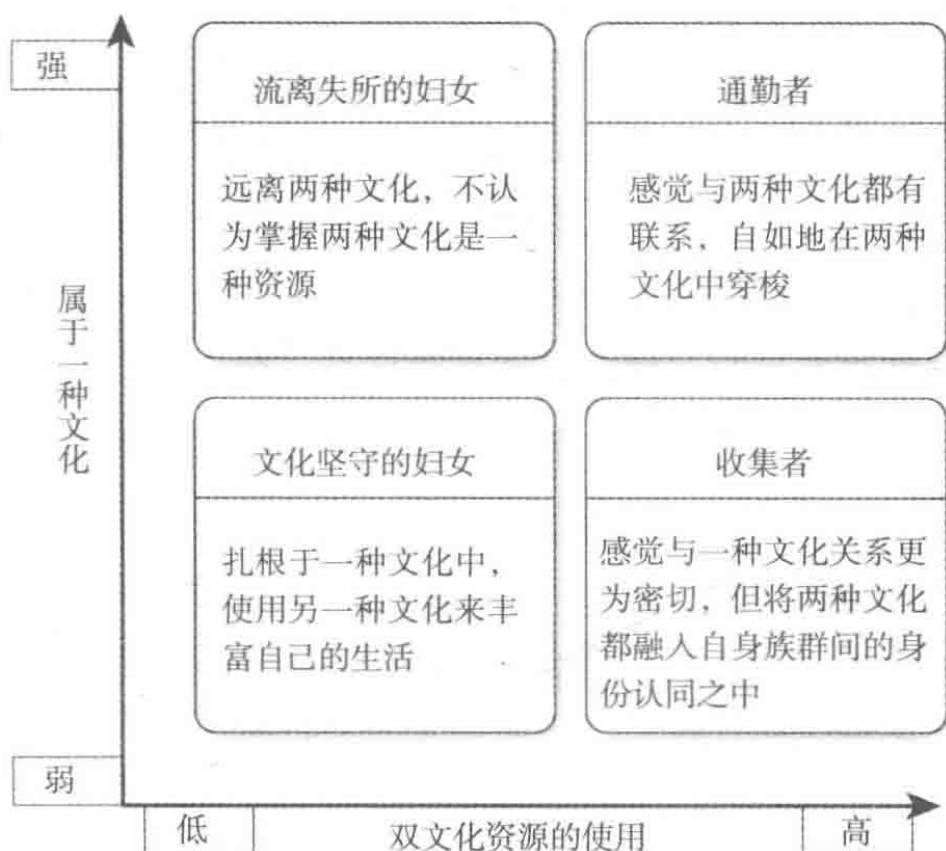 强
流离失所的妇女
远离两种文化，不认
为掌握两种文化是一
种资源
通勤者
感觉与两种文化都有
联系，自如地在两种
文化中穿梭
属于一种文化
文化坚守的妇女
扎根于一种文化中，
使用另一种文化来丰
富自己的生活
收集者
感觉与一种文化关系更
为密切，但将两种文化
都融入自身族群间的身
份认同之中
弱
低
双文化资源的使用
高